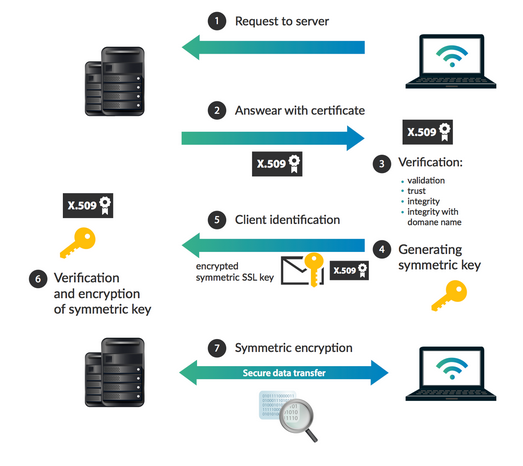 1 Request to server
2 Answear with certificate
X.509
X.509
3 Verification:
• validation
• trust
• integrity
• integrity with
domane name
X.509
5 Client identification
encrypted
symmetric SSL key
X.509
4 Generating
symmetric key
6 Verification
and encryption
of symmetric key
7 Symmetric encryption
Secure data transfer